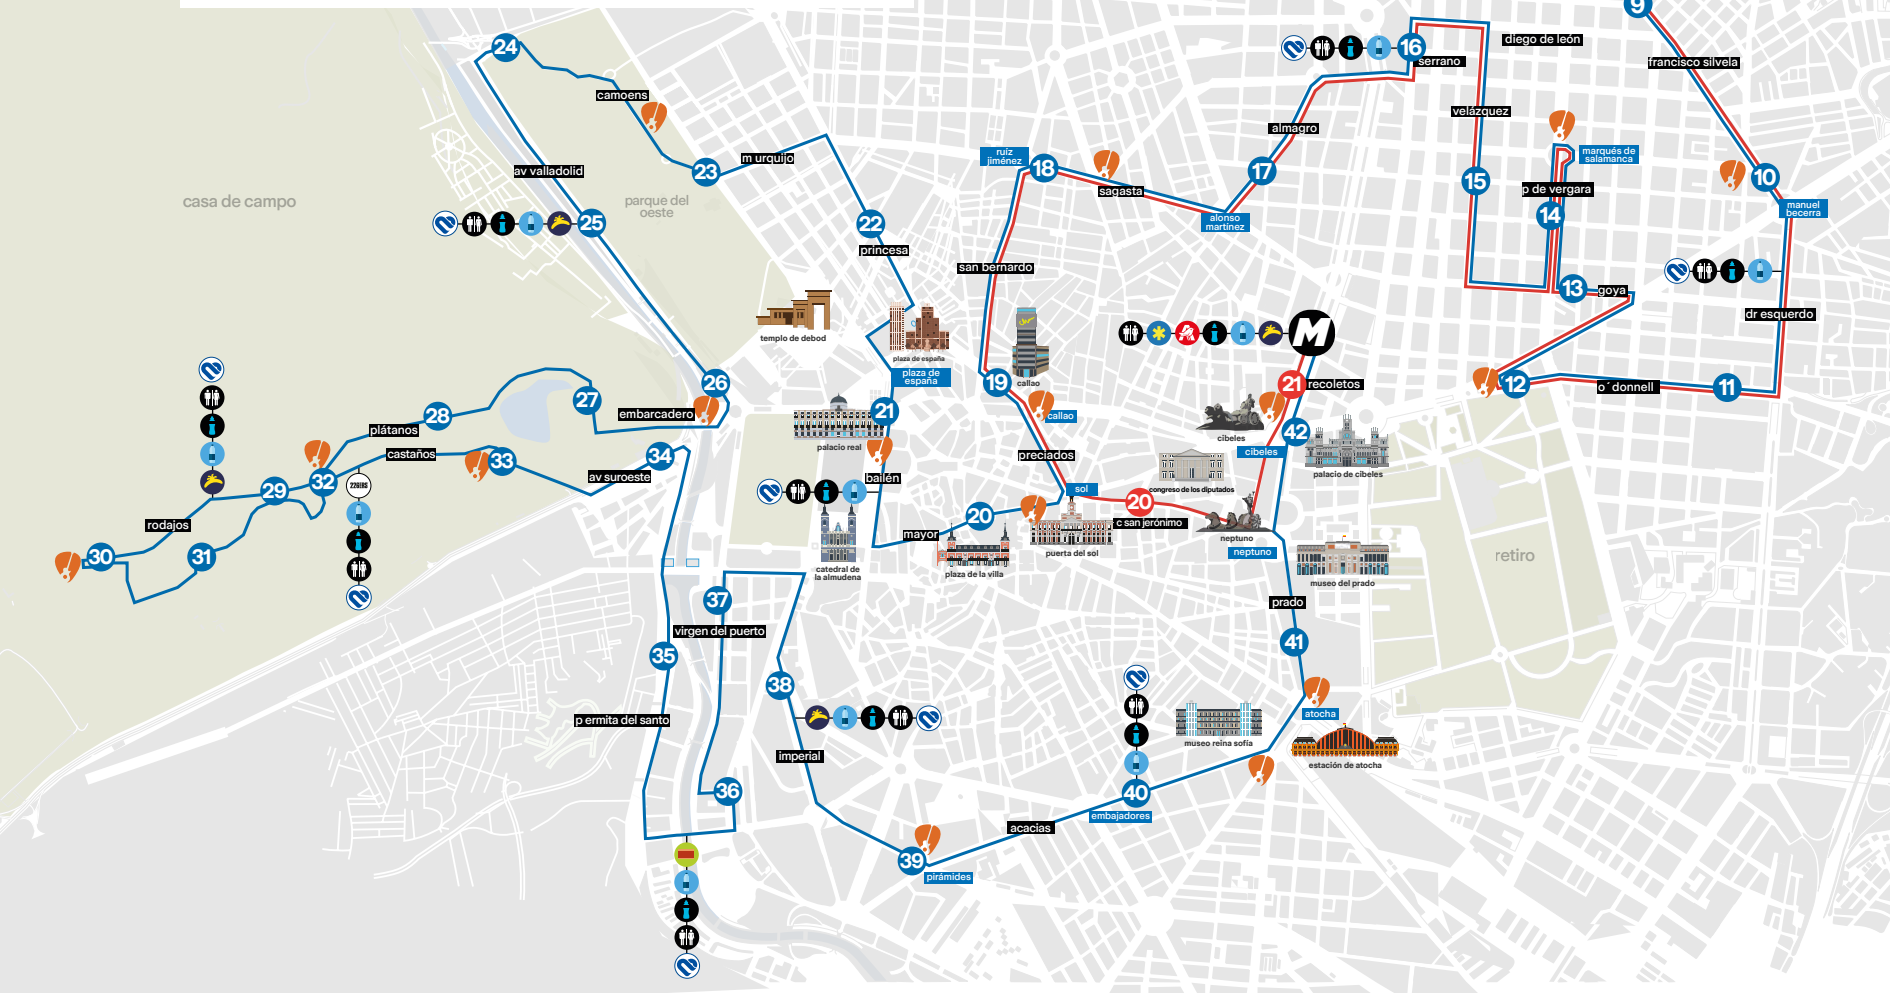 9
24
16
diego de león
serrano
francisco silvela
camoens
velázquez
almagro
ruíz
jiménez
marqués de
salamanca
m urquijo
18
17
av valladolid
23
10
15
sagasta
p de vergara
casa de campo
parque del
oeste
manuel
becerra
14
alonso
martínez
25
22
princesa
san bernardo
13
goya
dr esquerdo
templo de debod
M
plaza de españa
plaza de
españa
callao
26
19
21
recoletos
12
o´donnell
11
27
28
embarcadero
21
callao
cibeles
42
plátanos
palacio real
cibeles
castaños
preciados
34
33
palacio de cibeles
av suroeste
bailén
29
32
226ERS
sol
congreso de los diputados
20
20
rodajos
c san jerónimo
mayor
neptuno
neptuno
puerta del sol
30
31
retiro
catedral de
la almudena
plaza de la villa
museo del prado
37
prado
virgen del puerto
41
35
38
p ermita del santo
atocha
museo reina sofía
imperial
estación de atocha
36
40
embajadores
acacias
39
pirámides